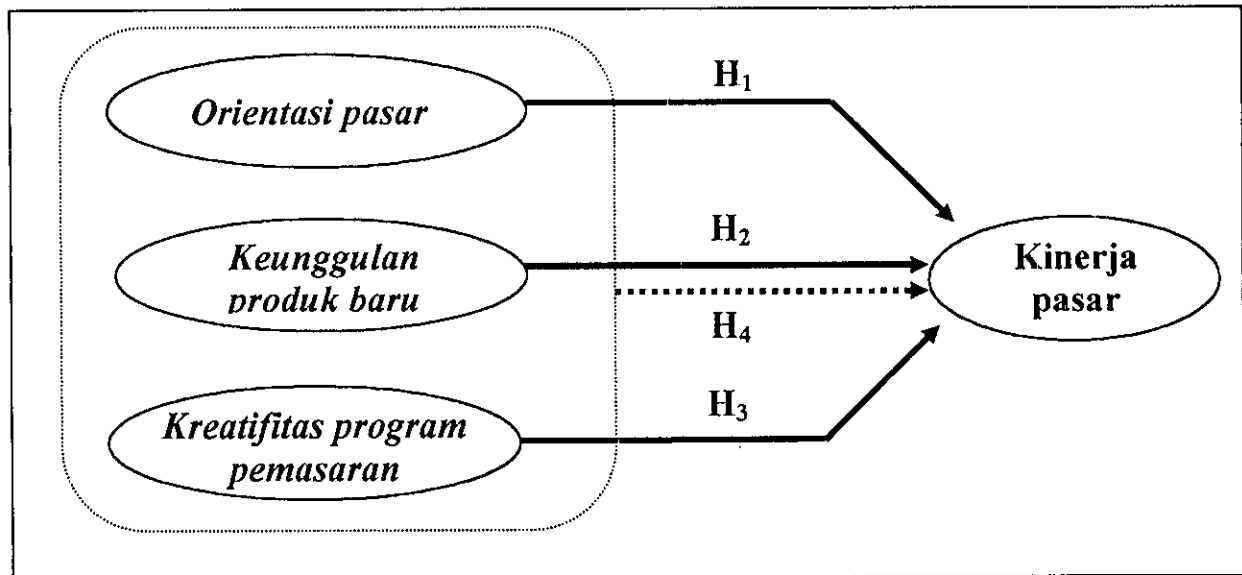 H₁
Orientasi pasar
H₂
Keunggulan
produk baru
Kinerja
pasar
H₄
H₃
Kreatifitas program
pemasaran